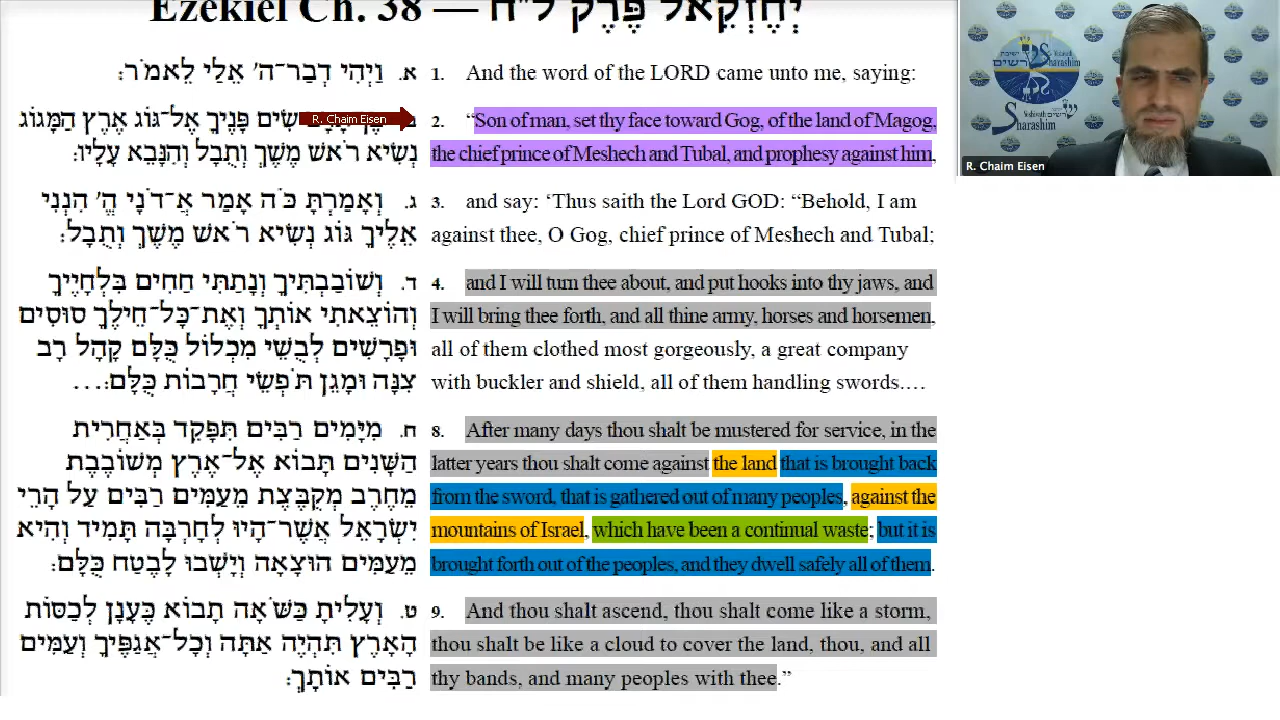 Ezekiel Ch. 38 — יְחֶזְקֵאל פֶּרֶק ל״ח
א. וַיְהִי דְבַר־ה׳ אֵלַי לֵאמֹר:
שִׂים פָּנֶיךָ אֶל־גּוֹג אֶרֶץ הַמָּגוֹג
נְשִׂיא רֹאשׁ מֶשֶׁךְ וְתֻבָל וְהִנָּבֵא עָלָיו:
ג. וְאָמַרְתָּ כֹּה אָמַר אֲ־דֹנָי הֱ׳ הִנְנִי
אֵלֶיךָ גּוֹג נְשִׂיא רֹאשׁ מֶשֶׁךְ וְתֻבָל:
ד. וְשׁוֹבַבְתִּיךָ וְנָתַתִּי חַחִים בִּלְחָיֶיךָ
וְהוֹצֵאתִי אוֹתְךָ וְאֶת־כָּל־חֵילֶךָ סוּסִים
וּפָרָשִׁים לְבֻשֵׁי מִכְלוֹל כֻּלָּם קָהָל רָב
צִנָּה וּמָגֵן תֹּפְשֵׂי חֲרָבוֹת כֻּלָּם:…
ח. מִיָּמִים רַבִּים תִּפָּקֵד בְּאַחֲרִית
הַשָּׁנִים תָּבוֹא אֶל־אֶרֶץ מְשׁוֹבֶבֶת
מֵחֶרֶב מְקֻבֶּצֶת מֵעַמִּים רַבִּים עַל הָרֵי
יִשְׂרָאֵל אֲשֶׁר־הָיוּ לְחָרְבָּה תָּמִיד וְהִיא
מֵעַמִּים הוּצָאָה וְיָשְׁבוּ לָבֶטַח כֻּלָּם:
ט. וְעָלִיתָ כַּשֹּׁאָה תָבוֹא כֶּעָנָן לְכַסּוֹת
הָאָרֶץ תִּהְיֶה אַתָּה וְכָל־אֲגַפֶּיךָ וְעַמִּים
רַבִּים אוֹתָךְ:
R. Chaim Eisen
1. And the word of the LORD came unto me, saying:
2. “Son of man, set thy face toward Gog, of the land of Magog,
the chief prince of Meshech and Tubal, and prophesy against him,
3. and say: ‘Thus saith the Lord GOD: “Behold, I am
against thee, O Gog, chief prince of Meshech and Tubal;
4. and I will turn thee about, and put hooks into thy jaws, and
I will bring thee forth, and all thine army, horses and horsemen,
all of them clothed most gorgeously, a great company
with buckler and shield, all of them handling swords….
8. After many days thou shalt be mustered for service, in the
latter years thou shalt come against the land that is brought back
from the sword, that is gathered out of many peoples, against the
mountains of Israel, which have been a continual waste; but it is
brought forth out of the peoples, and they dwell safely all of them.
9. And thou shalt ascend, thou shalt come like a storm,
thou shalt be like a cloud to cover the land, thou, and all
thy bands, and many peoples with thee.”
Sharashim
שרשים
Sharashim
R. Chaim Eisen